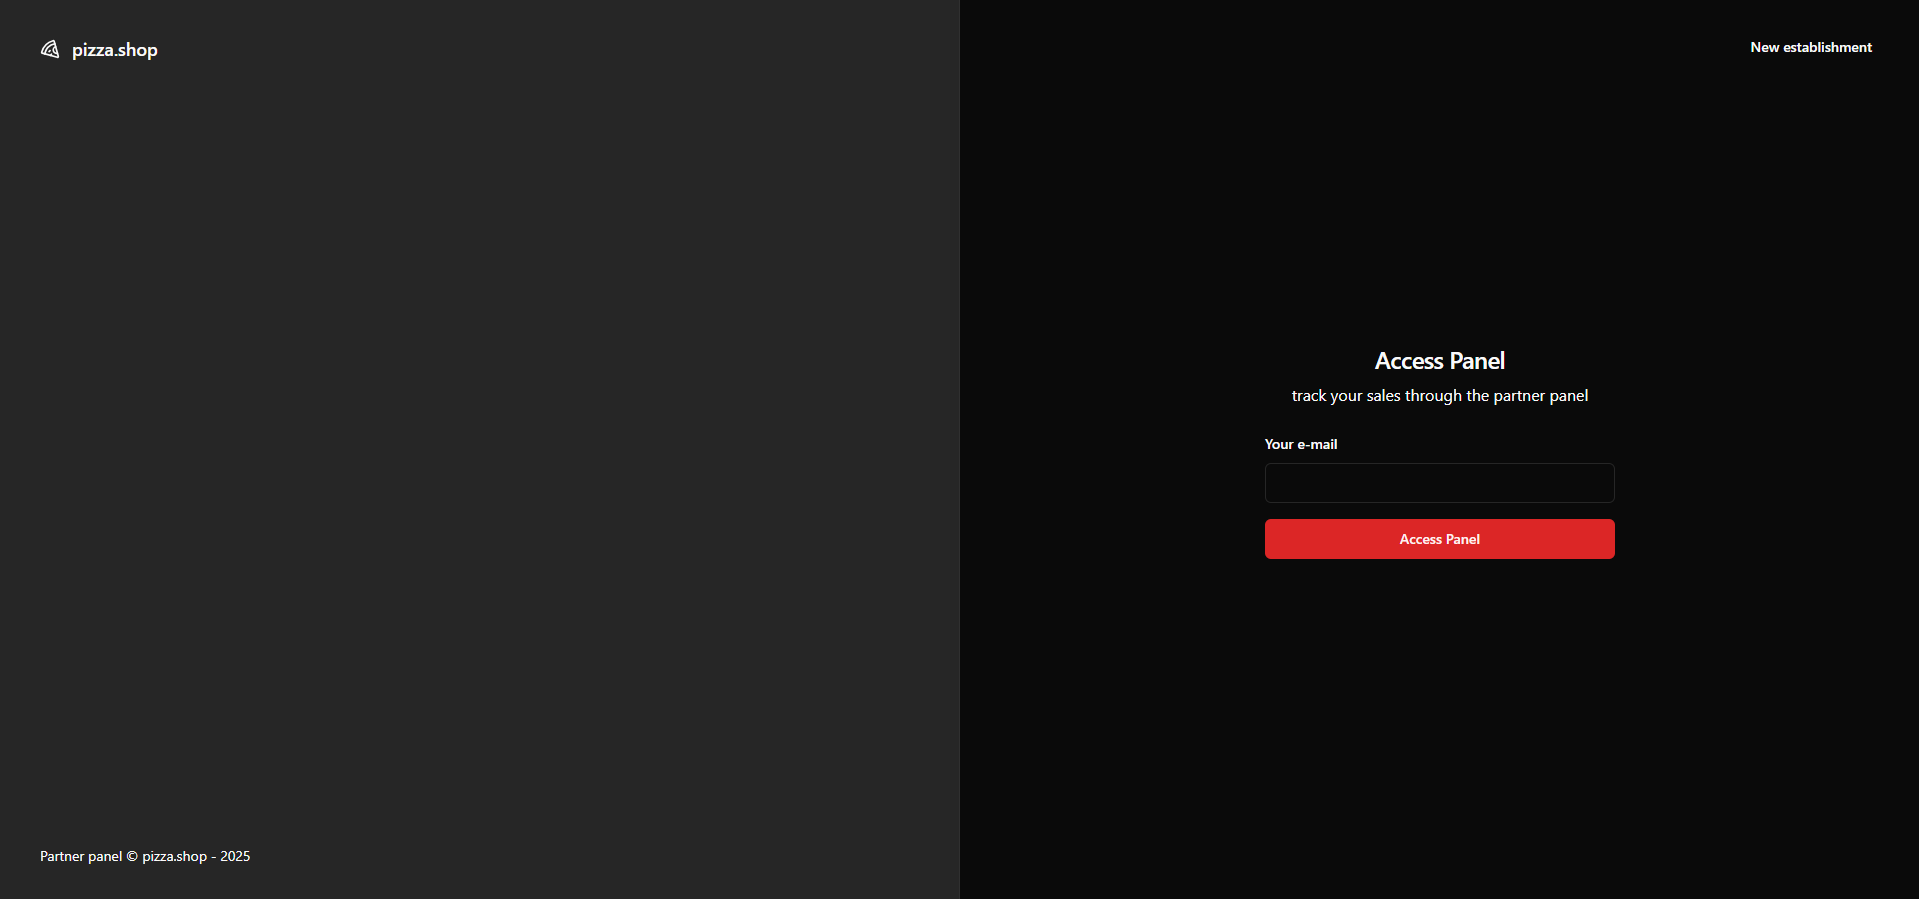 pizza.shop
New establishment
Access Panel
track your sales through the partner panel
Your e-mail
Access Panel
Partner panel © pizza.shop - 2025